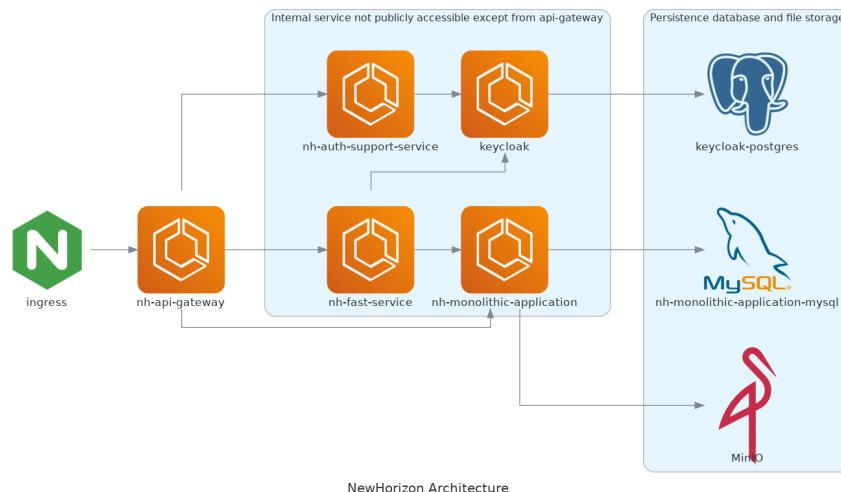 Internal service not publicly accessible except from api-gateway
Persistence database and file storage
nh-auth-support-service
keycloak
keycloak-postgres
N
MySQL®
ingress
nh-api-gateway
nh-fast-service
nh-monolithic-application
nh-monolithic-application-mysql
MinIO
NewHorizon Architecture